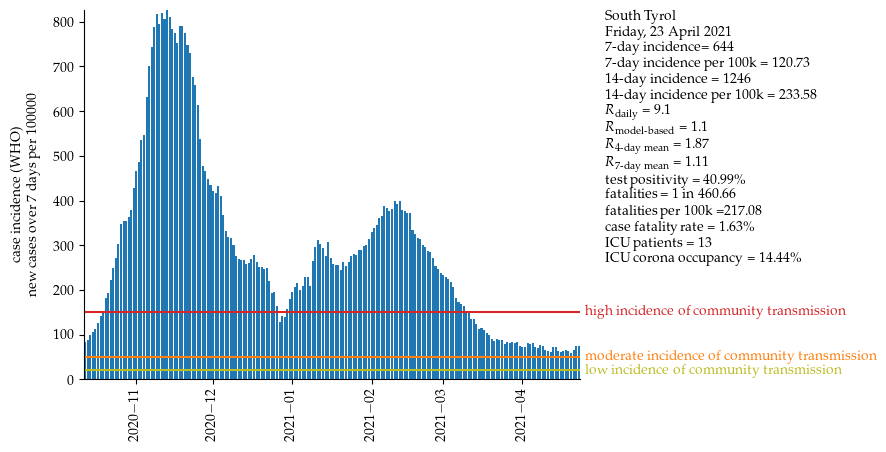 800
700
600
500
400
300
200
100
0
case incidence (WHO)
new cases over 7 days per 100000
2020−11
2020−12
2021−01
2021−02
2021−03
2021−04
South Tyrol
Friday, 23 April 2021
7-day incidence= 644
7-day incidence per 100k = 120.73
14-day incidence = 1246
14-day incidence per 100k = 233.58
R daily = 9.1
R model-based = 1.1
R 4-day mean = 1.87
R 7-day mean = 1.11
test positivity = 40.99%
fatalities = 1 in 460.66
fatalities per 100k =217.08
case fatality rate = 1.63%
ICU patients = 13
ICU corona occupancy = 14.44%
high incidence of community transmission
moderate incidence of community transmission
low incidence of community transmission